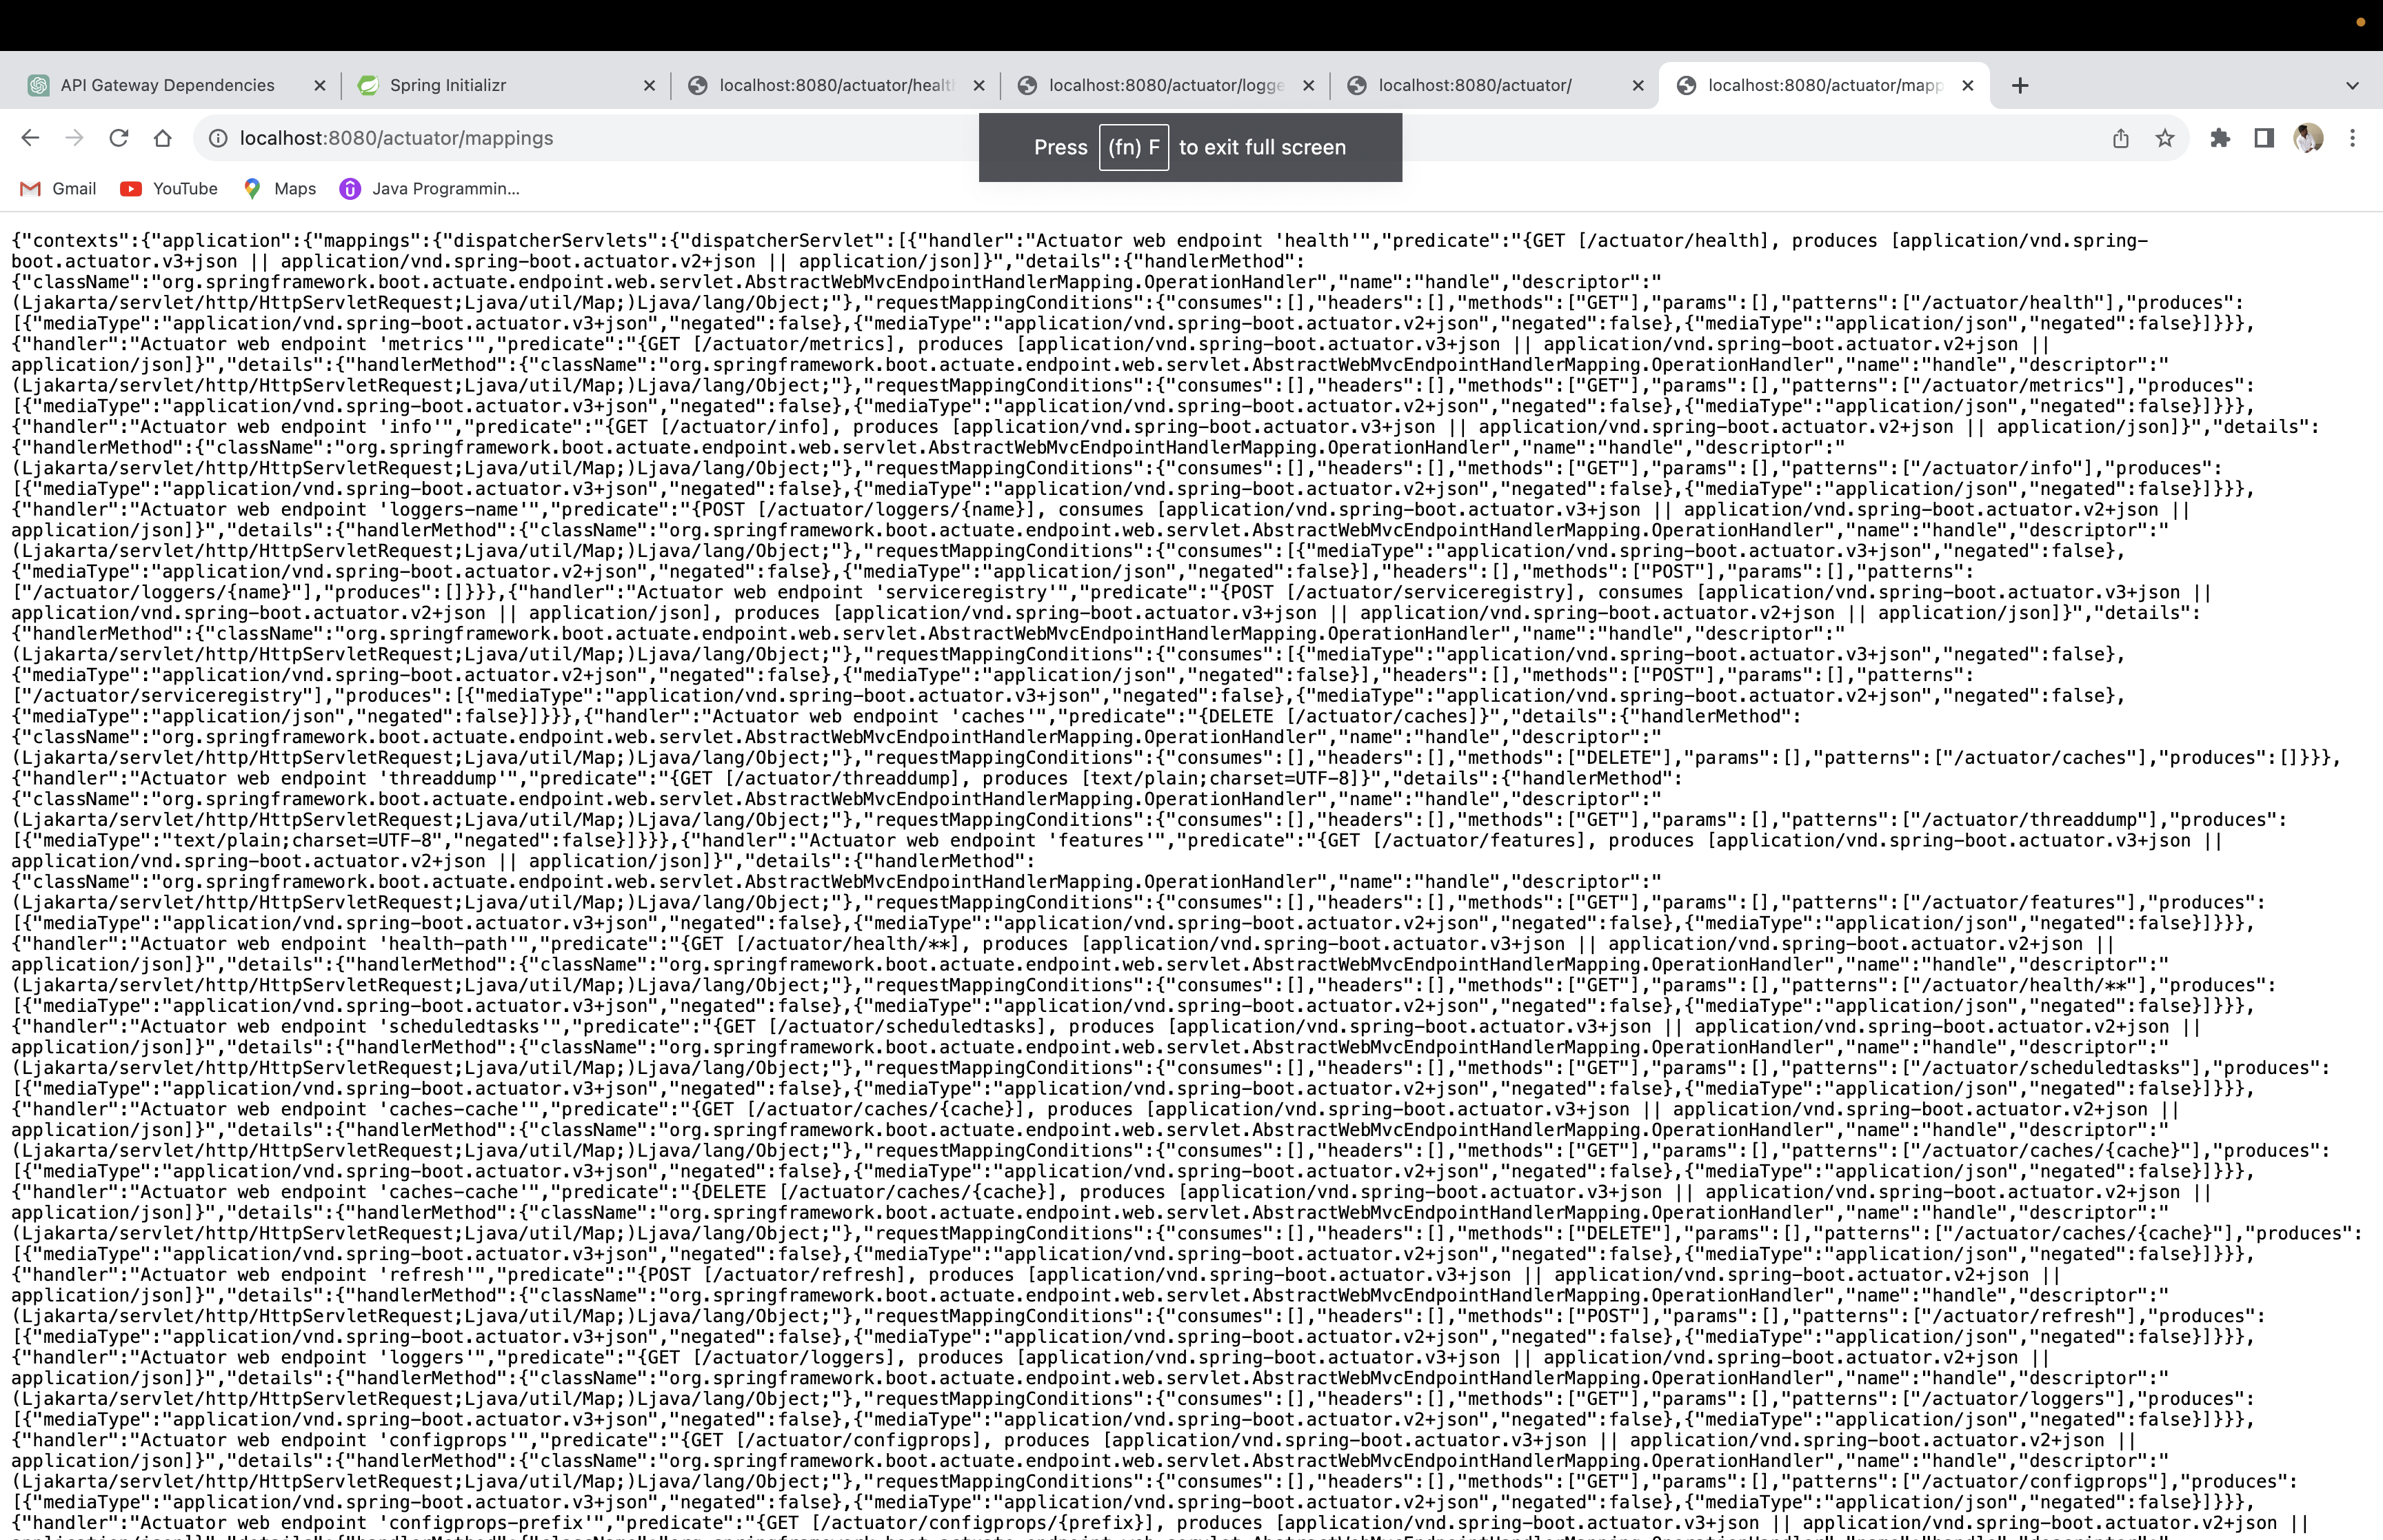 API Gateway Dependencies
Spring Initializr
localhost:8080/actuator/healt
localhost:8080/actuator/logge
localhost:8080/actuator/
localhost:8080/actuator/mapp
localhost:8080/actuator/mappings
Press (fn) F to exit full screen
Gmail YouTube Maps Java Programmin...
{"contexts":{"application":{"mappings":{"dispatcherServlets":{"dispatcherServlet":[{"handler":"Actuator web endpoint 'health'","predicate":"{GET [/actuator/health], produces [application/vnd.spring-
boot.actuator.v3+json || application/vnd.spring-boot.actuator.v2+json || application/json]}","details":{"handlerMethod":
{"className":"org.springframework.boot.actuate.endpoint.web.servlet.AbstractWebMvcEndpointHandlerMapping.OperationHandler","name":"handle","descriptor":"
(Ljakarta/servlet/http/HttpServletRequest;Ljava/util/Map;)Ljava/lang/Object;"},"requestMappingConditions":{"consumes":[],"headers":[],"methods":["GET"],"params":[],"patterns":["/actuator/health"],"produces":
[{"mediaType":"application/vnd.spring-boot.actuator.v3+json","negated":false},{"mediaType":"application/vnd.spring-boot.actuator.v2+json","negated":false},{"mediaType":"application/json","negated":false}]}}},
{"handler":"Actuator web endpoint 'metrics'","predicate":"{GET [/actuator/metrics], produces [application/vnd.spring-boot.actuator.v3+json || application/vnd.spring-boot.actuator.v2+json ||
application/json]}","details":{"handlerMethod":{"className":"org.springframework.boot.actuate.endpoint.web.servlet.AbstractWebMvcEndpointHandlerMapping.OperationHandler","name":"handle","descriptor":"
(Ljakarta/servlet/http/HttpServletRequest;Ljava/util/Map;)Ljava/lang/Object;"},"requestMappingConditions":{"consumes":[],"headers":[],"methods":["GET"],"params":[],"patterns":["/actuator/metrics"],"produces":
[{"mediaType":"application/vnd.spring-boot.actuator.v3+json","negated":false},{"mediaType":"application/vnd.spring-boot.actuator.v2+json","negated":false},{"mediaType":"application/json","negated":false}]}}},
{"handler":"Actuator web endpoint 'info'","predicate":"{GET [/actuator/info], produces [application/vnd.spring-boot.actuator.v3+json || application/vnd.spring-boot.actuator.v2+json || application/json]}","details":
{"handlerMethod":{"className":"org.springframework.boot.actuate.endpoint.web.servlet.AbstractWebMvcEndpointHandlerMapping.OperationHandler","name":"handle","descriptor":"
(Ljakarta/servlet/http/HttpServletRequest;Ljava/util/Map;)Ljava/lang/Object;"},"requestMappingConditions":{"consumes":[],"headers":[],"methods":["GET"],"params":[],"patterns":["/actuator/info"],"produces":
[{"mediaType":"application/vnd.spring-boot.actuator.v3+json","negated":false},{"mediaType":"application/vnd.spring-boot.actuator.v2+json","negated":false},{"mediaType":"application/json","negated":false}]}}},
{"handler":"Actuator web endpoint 'loggers-name'","predicate":"{POST [/actuator/loggers/{name}], consumes [application/vnd.spring-boot.actuator.v3+json || application/vnd.spring-boot.actuator.v2+json ||
application/json]}","details":{"handlerMethod":{"className":"org.springframework.boot.actuate.endpoint.web.servlet.AbstractWebMvcEndpointHandlerMapping.OperationHandler","name":"handle","descriptor":"
(Ljakarta/servlet/http/HttpServletRequest;Ljava/util/Map;)Ljava/lang/Object;"},"requestMappingConditions":{"consumes":[{"mediaType":"application/vnd.spring-boot.actuator.v3+json","negated":false},
{"mediaType":"application/vnd.spring-boot.actuator.v2+json","negated":false},{"mediaType":"application/json","negated":false}],"headers":[],"methods":["POST"],"params":[],"patterns":
["/actuator/loggers/{name}"],"produces":[]}}},{"handler":"Actuator web endpoint 'serviceregistry'","predicate":"{POST [/actuator/serviceregistry], consumes [application/vnd.spring-boot.actuator.v3+json ||
application/vnd.spring-boot.actuator.v2+json || application/json], produces [application/vnd.spring-boot.actuator.v3+json || application/vnd.spring-boot.actuator.v2+json || application/json]}","details":
{"handlerMethod":{"className":"org.springframework.boot.actuate.endpoint.web.servlet.AbstractWebMvcEndpointHandlerMapping.OperationHandler","name":"handle","descriptor":"
(Ljakarta/servlet/http/HttpServletRequest;Ljava/util/Map;)Ljava/lang/Object;"},"requestMappingConditions":{"consumes":[{"mediaType":"application/vnd.spring-boot.actuator.v3+json","negated":false},
{"mediaType":"application/vnd.spring-boot.actuator.v2+json","negated":false},{"mediaType":"application/json","negated":false}],"headers":[],"methods":["POST"],"params":[],"patterns":
["/actuator/serviceregistry"],"produces":[{"mediaType":"application/vnd.spring-boot.actuator.v3+json","negated":false},{"mediaType":"application/vnd.spring-boot.actuator.v2+json","negated":false},
{"mediaType":"application/json","negated":false}]}}},{"handler":"Actuator web endpoint 'caches'","predicate":"{DELETE [/actuator/caches]}","details":{"handlerMethod":
{"className":"org.springframework.boot.actuate.endpoint.web.servlet.AbstractWebMvcEndpointHandlerMapping.OperationHandler","name":"handle","descriptor":"
(Ljakarta/servlet/http/HttpServletRequest;Ljava/util/Map;)Ljava/lang/Object;"},"requestMappingConditions":{"consumes":[],"headers":[],"methods":["DELETE"],"params":[],"patterns":["/actuator/caches"],"produces":[]}}},
{"handler":"Actuator web endpoint 'threaddump'","predicate":"{GET [/actuator/threaddump], produces [text/plain;charset=UTF-8]}","details":{"handlerMethod":
{"className":"org.springframework.boot.actuate.endpoint.web.servlet.AbstractWebMvcEndpointHandlerMapping.OperationHandler","name":"handle","descriptor":"
(Ljakarta/servlet/http/HttpServletRequest;Ljava/util/Map;)Ljava/lang/Object;"},"requestMappingConditions":{"consumes":[],"headers":[],"methods":["GET"],"params":[],"patterns":["/actuator/threaddump"],"produces":
[{"mediaType":"text/plain;charset=UTF-8","negated":false}]}}},{"handler":"Actuator web endpoint 'features'","predicate":"{GET [/actuator/features], produces [application/vnd.spring-boot.actuator.v3+json ||
application/vnd.spring-boot.actuator.v2+json || application/json]}","details":{"handlerMethod":
{"className":"org.springframework.boot.actuate.endpoint.web.servlet.AbstractWebMvcEndpointHandlerMapping.OperationHandler","name":"handle","descriptor":"
(Ljakarta/servlet/http/HttpServletRequest;Ljava/util/Map;)Ljava/lang/Object;"},"requestMappingConditions":{"consumes":[],"headers":[],"methods":["GET"],"params":[],"patterns":["/actuator/features"],"produces":
[{"mediaType":"application/vnd.spring-boot.actuator.v3+json","negated":false},{"mediaType":"application/vnd.spring-boot.actuator.v2+json","negated":false},{"mediaType":"application/json","negated":false}]}}},
{"handler":"Actuator web endpoint 'health-path'","predicate":"{GET [/actuator/health/**], produces [application/vnd.spring-boot.actuator.v3+json || application/vnd.spring-boot.actuator.v2+json ||
application/json]}","details":{"handlerMethod":{"className":"org.springframework.boot.actuate.endpoint.web.servlet.AbstractWebMvcEndpointHandlerMapping.OperationHandler","name":"handle","descriptor":"
(Ljakarta/servlet/http/HttpServletRequest;Ljava/util/Map;)Ljava/lang/Object;"},"requestMappingConditions":{"consumes":[],"headers":[],"methods":["GET"],"params":[],"patterns":["/actuator/health/**"],"produces":
[{"mediaType":"application/vnd.spring-boot.actuator.v3+json","negated":false},{"mediaType":"application/vnd.spring-boot.actuator.v2+json","negated":false},{"mediaType":"application/json","negated":false}]}}},
{"handler":"Actuator web endpoint 'scheduledtasks'","predicate":"{GET [/actuator/scheduledtasks], produces [application/vnd.spring-boot.actuator.v3+json || application/vnd.spring-boot.actuator.v2+json ||
application/json]}","details":{"handlerMethod":{"className":"org.springframework.boot.actuate.endpoint.web.servlet.AbstractWebMvcEndpointHandlerMapping.OperationHandler","name":"handle","descriptor":"
(Ljakarta/servlet/http/HttpServletRequest;Ljava/util/Map;)Ljava/lang/Object;"},"requestMappingConditions":{"consumes":[],"headers":[],"methods":["GET"],"params":[],"patterns":["/actuator/scheduledtasks"],"produces":
[{"mediaType":"application/vnd.spring-boot.actuator.v3+json","negated":false},{"mediaType":"application/vnd.spring-boot.actuator.v2+json","negated":false},{"mediaType":"application/json","negated":false}]}}},
{"handler":"Actuator web endpoint 'caches-cache'","predicate":"{GET [/actuator/caches/{cache}], produces [application/vnd.spring-boot.actuator.v3+json || application/vnd.spring-boot.actuator.v2+json ||
application/json]}","details":{"handlerMethod":{"className":"org.springframework.boot.actuate.endpoint.web.servlet.AbstractWebMvcEndpointHandlerMapping.OperationHandler","name":"handle","descriptor":"
(Ljakarta/servlet/http/HttpServletRequest;Ljava/util/Map;)Ljava/lang/Object;"},"requestMappingConditions":{"consumes":[],"headers":[],"methods":["GET"],"params":[],"patterns":["/actuator/caches/{cache}"],"produces":
[{"mediaType":"application/vnd.spring-boot.actuator.v3+json","negated":false},{"mediaType":"application/vnd.spring-boot.actuator.v2+json","negated":false},{"mediaType":"application/json","negated":false}]}}},
{"handler":"Actuator web endpoint 'caches-cache'","predicate":"{DELETE [/actuator/caches/{cache}], produces [application/vnd.spring-boot.actuator.v3+json || application/vnd.spring-boot.actuator.v2+json ||
application/json]}","details":{"handlerMethod":{"className":"org.springframework.boot.actuate.endpoint.web.servlet.AbstractWebMvcEndpointHandlerMapping.OperationHandler","name":"handle","descriptor":"
(Ljakarta/servlet/http/HttpServletRequest;Ljava/util/Map;)Ljava/lang/Object;"},"requestMappingConditions":{"consumes":[],"headers":[],"methods":["DELETE"],"params":[],"patterns":["/actuator/caches/{cache}"],"produces":
[{"mediaType":"application/vnd.spring-boot.actuator.v3+json","negated":false},{"mediaType":"application/vnd.spring-boot.actuator.v2+json","negated":false},{"mediaType":"application/json","negated":false}]}}},
{"handler":"Actuator web endpoint 'refresh'","predicate":"{POST [/actuator/refresh], produces [application/vnd.spring-boot.actuator.v3+json || application/vnd.spring-boot.actuator.v2+json ||
application/json]}","details":{"handlerMethod":{"className":"org.springframework.boot.actuate.endpoint.web.servlet.AbstractWebMvcEndpointHandlerMapping.OperationHandler","name":"handle","descriptor":"
(Ljakarta/servlet/http/HttpServletRequest;Ljava/util/Map;)Ljava/lang/Object;"},"requestMappingConditions":{"consumes":[],"headers":[],"methods":["POST"],"params":[],"patterns":["/actuator/refresh"],"produces":
[{"mediaType":"application/vnd.spring-boot.actuator.v3+json","negated":false},{"mediaType":"application/vnd.spring-boot.actuator.v2+json","negated":false},{"mediaType":"application/json","negated":false}]}}},
{"handler":"Actuator web endpoint 'loggers'","predicate":"{GET [/actuator/loggers], produces [application/vnd.spring-boot.actuator.v3+json || application/vnd.spring-boot.actuator.v2+json ||
application/json]}","details":{"handlerMethod":{"className":"org.springframework.boot.actuate.endpoint.web.servlet.AbstractWebMvcEndpointHandlerMapping.OperationHandler","name":"handle","descriptor":"
(Ljakarta/servlet/http/HttpServletRequest;Ljava/util/Map;)Ljava/lang/Object;"},"requestMappingConditions":{"consumes":[],"headers":[],"methods":["GET"],"params":[],"patterns":["/actuator/loggers"],"produces":
[{"mediaType":"application/vnd.spring-boot.actuator.v3+json","negated":false},{"mediaType":"application/vnd.spring-boot.actuator.v2+json","negated":false},{"mediaType":"application/json","negated":false}]}}},
{"handler":"Actuator web endpoint 'configprops'","predicate":"{GET [/actuator/configprops], produces [application/vnd.spring-boot.actuator.v3+json || application/vnd.spring-boot.actuator.v2+json ||
application/json]}","details":{"handlerMethod":{"className":"org.springframework.boot.actuate.endpoint.web.servlet.AbstractWebMvcEndpointHandlerMapping.OperationHandler","name":"handle","descriptor":"
(Ljakarta/servlet/http/HttpServletRequest;Ljava/util/Map;)Ljava/lang/Object;"},"requestMappingConditions":{"consumes":[],"headers":[],"methods":["GET"],"params":[],"patterns":["/actuator/configprops"],"produces":
[{"mediaType":"application/vnd.spring-boot.actuator.v3+json","negated":false},{"mediaType":"application/vnd.spring-boot.actuator.v2+json","negated":false},{"mediaType":"application/json","negated":false}]}}},
{"handler":"Actuator web endpoint 'configprops-prefix'","predicate":"{GET [/actuator/configprops/{prefix}], produces [application/vnd.spring-boot.actuator.v3+json || application/vnd.spring-boot.actuator.v2+json ||